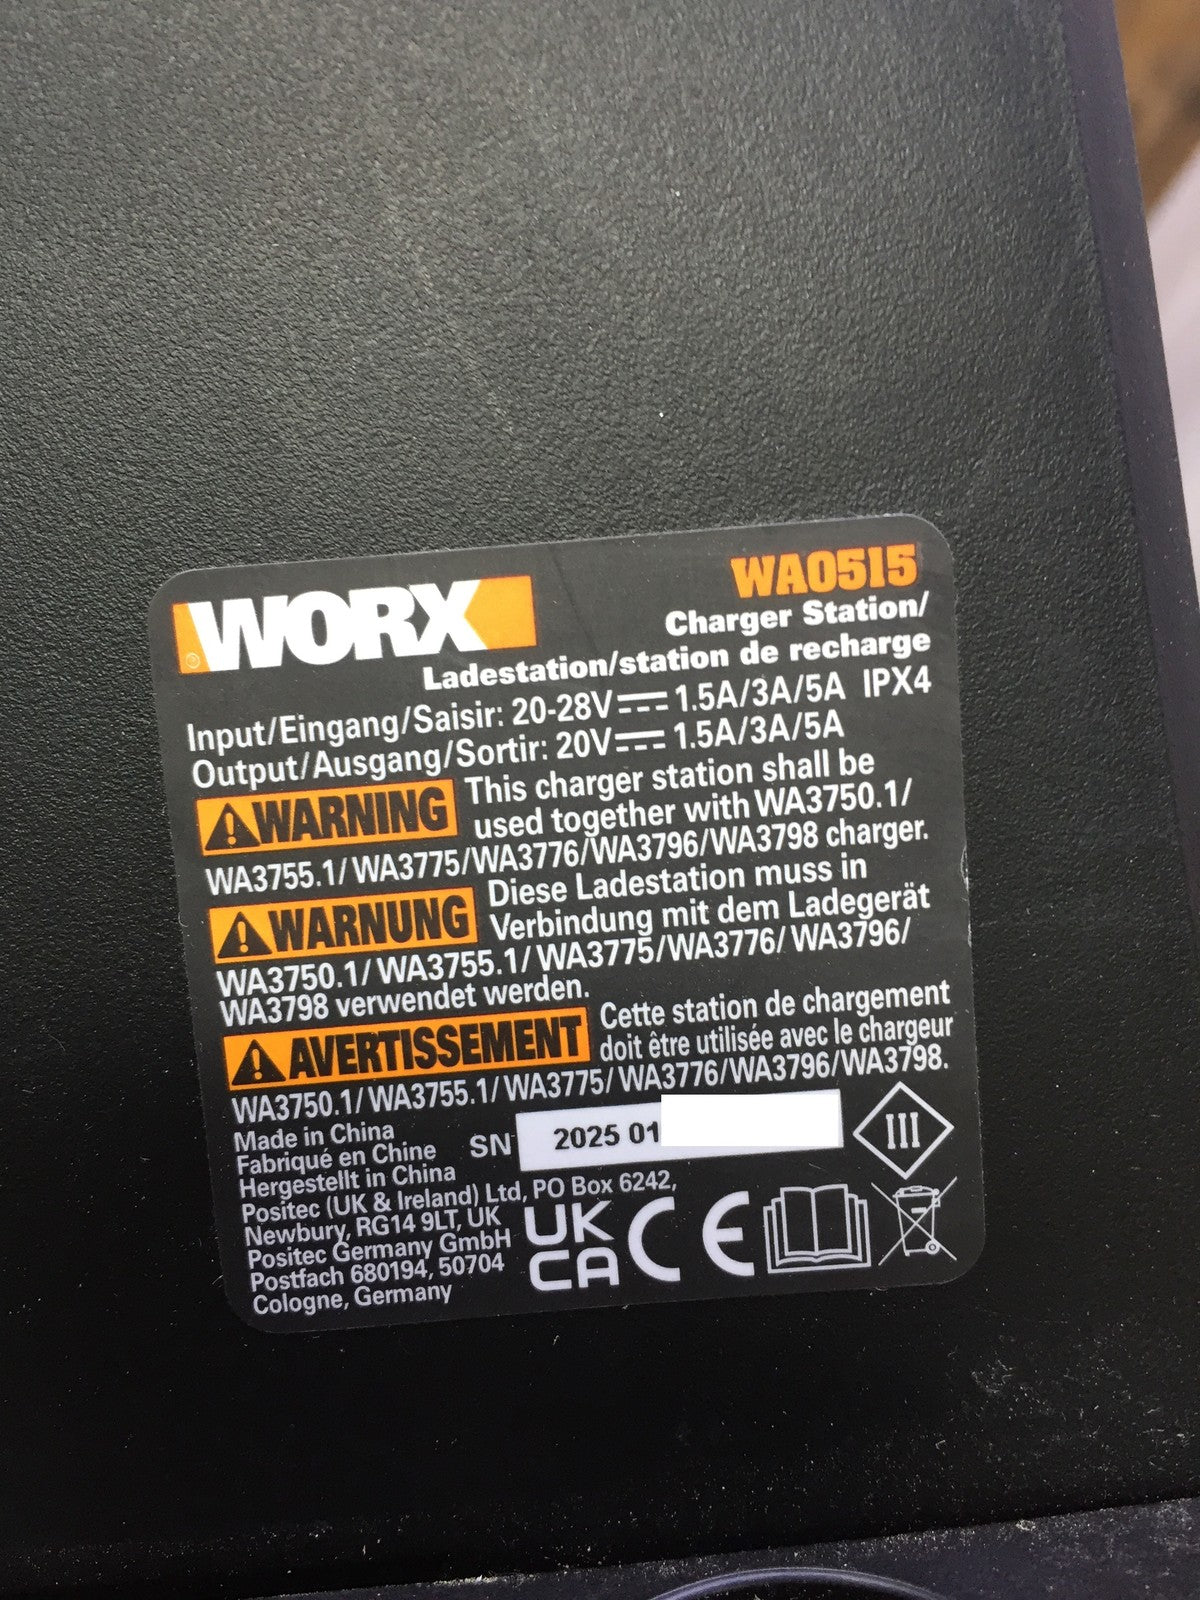 WORX®
WA0515
Charger Station/
Ladestation/station de recharge
Input/Eingang/Saisir: 20-28V⎓1.5A/3A/5A IPX4
Output/Ausgang/Sortir: 20V⎓1.5A/3A/5A
WARNING This charger station shall be
used together with WA3750.1/
WA3755.1/WA3775/WA3776/WA3796/WA3798 charger.
WARNUNG Diese Ladestation muss in
Verbindung mit dem Ladegerät
WA3750.1/WA3755.1/WA3775/WA3776/WA3796/
WA3798 verwendet werden.
AVERTISSEMENT Cette station de chargement
doit être utilisée avec le chargeur
WA3750.1/WA3755.1/WA3775/WA3776/WA3796/WA3798.
Made in China
Fabriqué en Chine
Hergestellt in China
SN 2025 01
III
Positec (UK & Ireland) Ltd, PO Box 6242,
Newbury, RG14 9LT, UK
Positec Germany GmbH
Postfach 680194, 50704
Cologne, Germany
UK
CA
CE